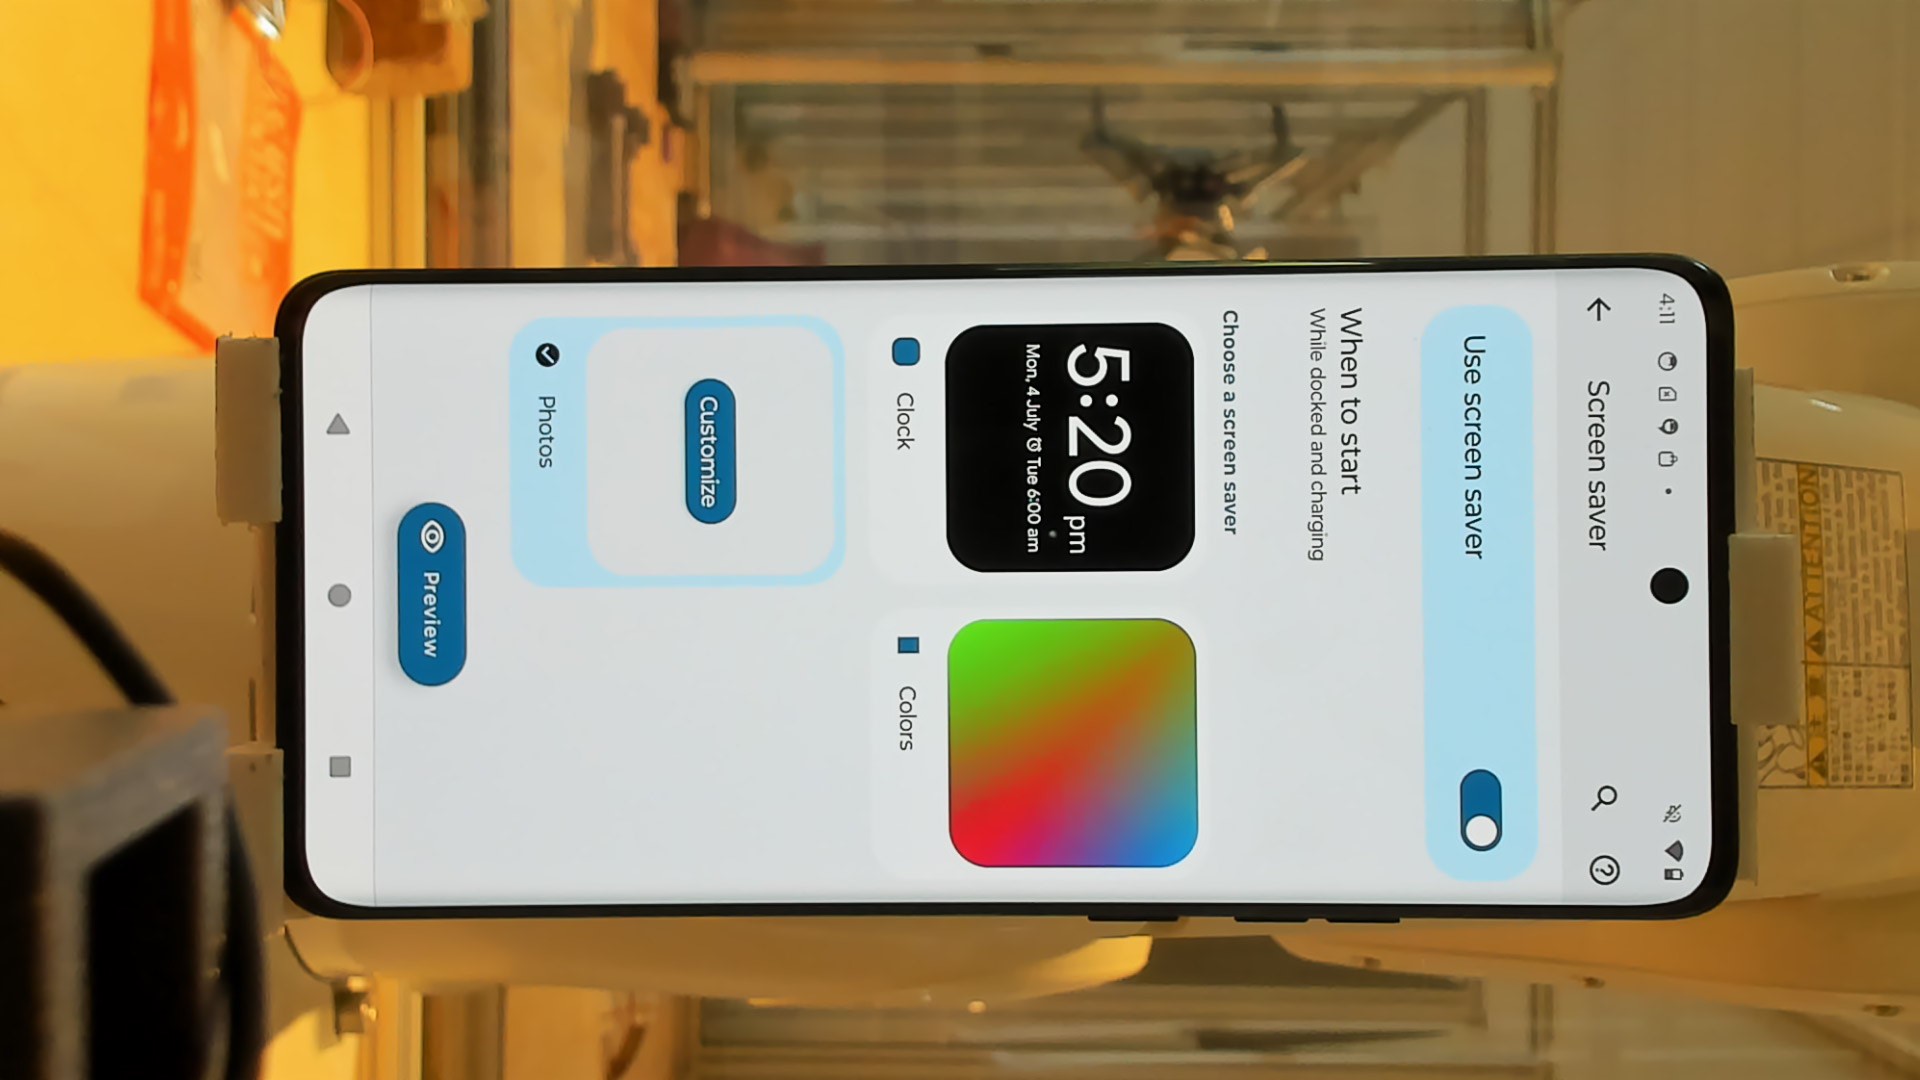 4:11
Screen saver
Use screen saver
When to start
While docked and charging
Choose a screen saver
5:20 pm
Mon, 4 July Tue 6:00 am
Clock
Colors
Customize
Photos
Preview
ATTENTION